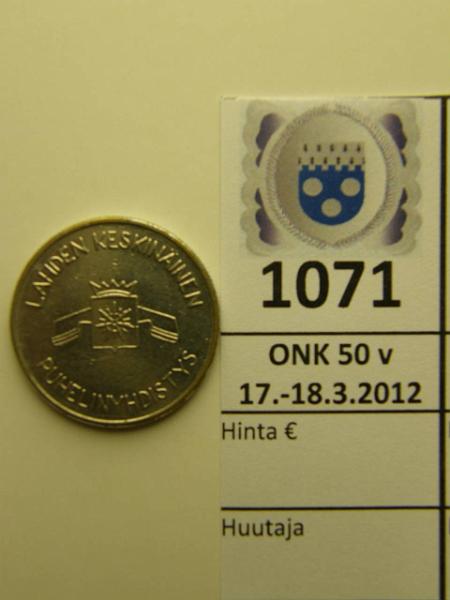 LAHDEN KESKINÄINEN
PUHELINYHDISTYS
1071
ONK 50 v
17.-18.3.2012
Hinta €
Huutaja